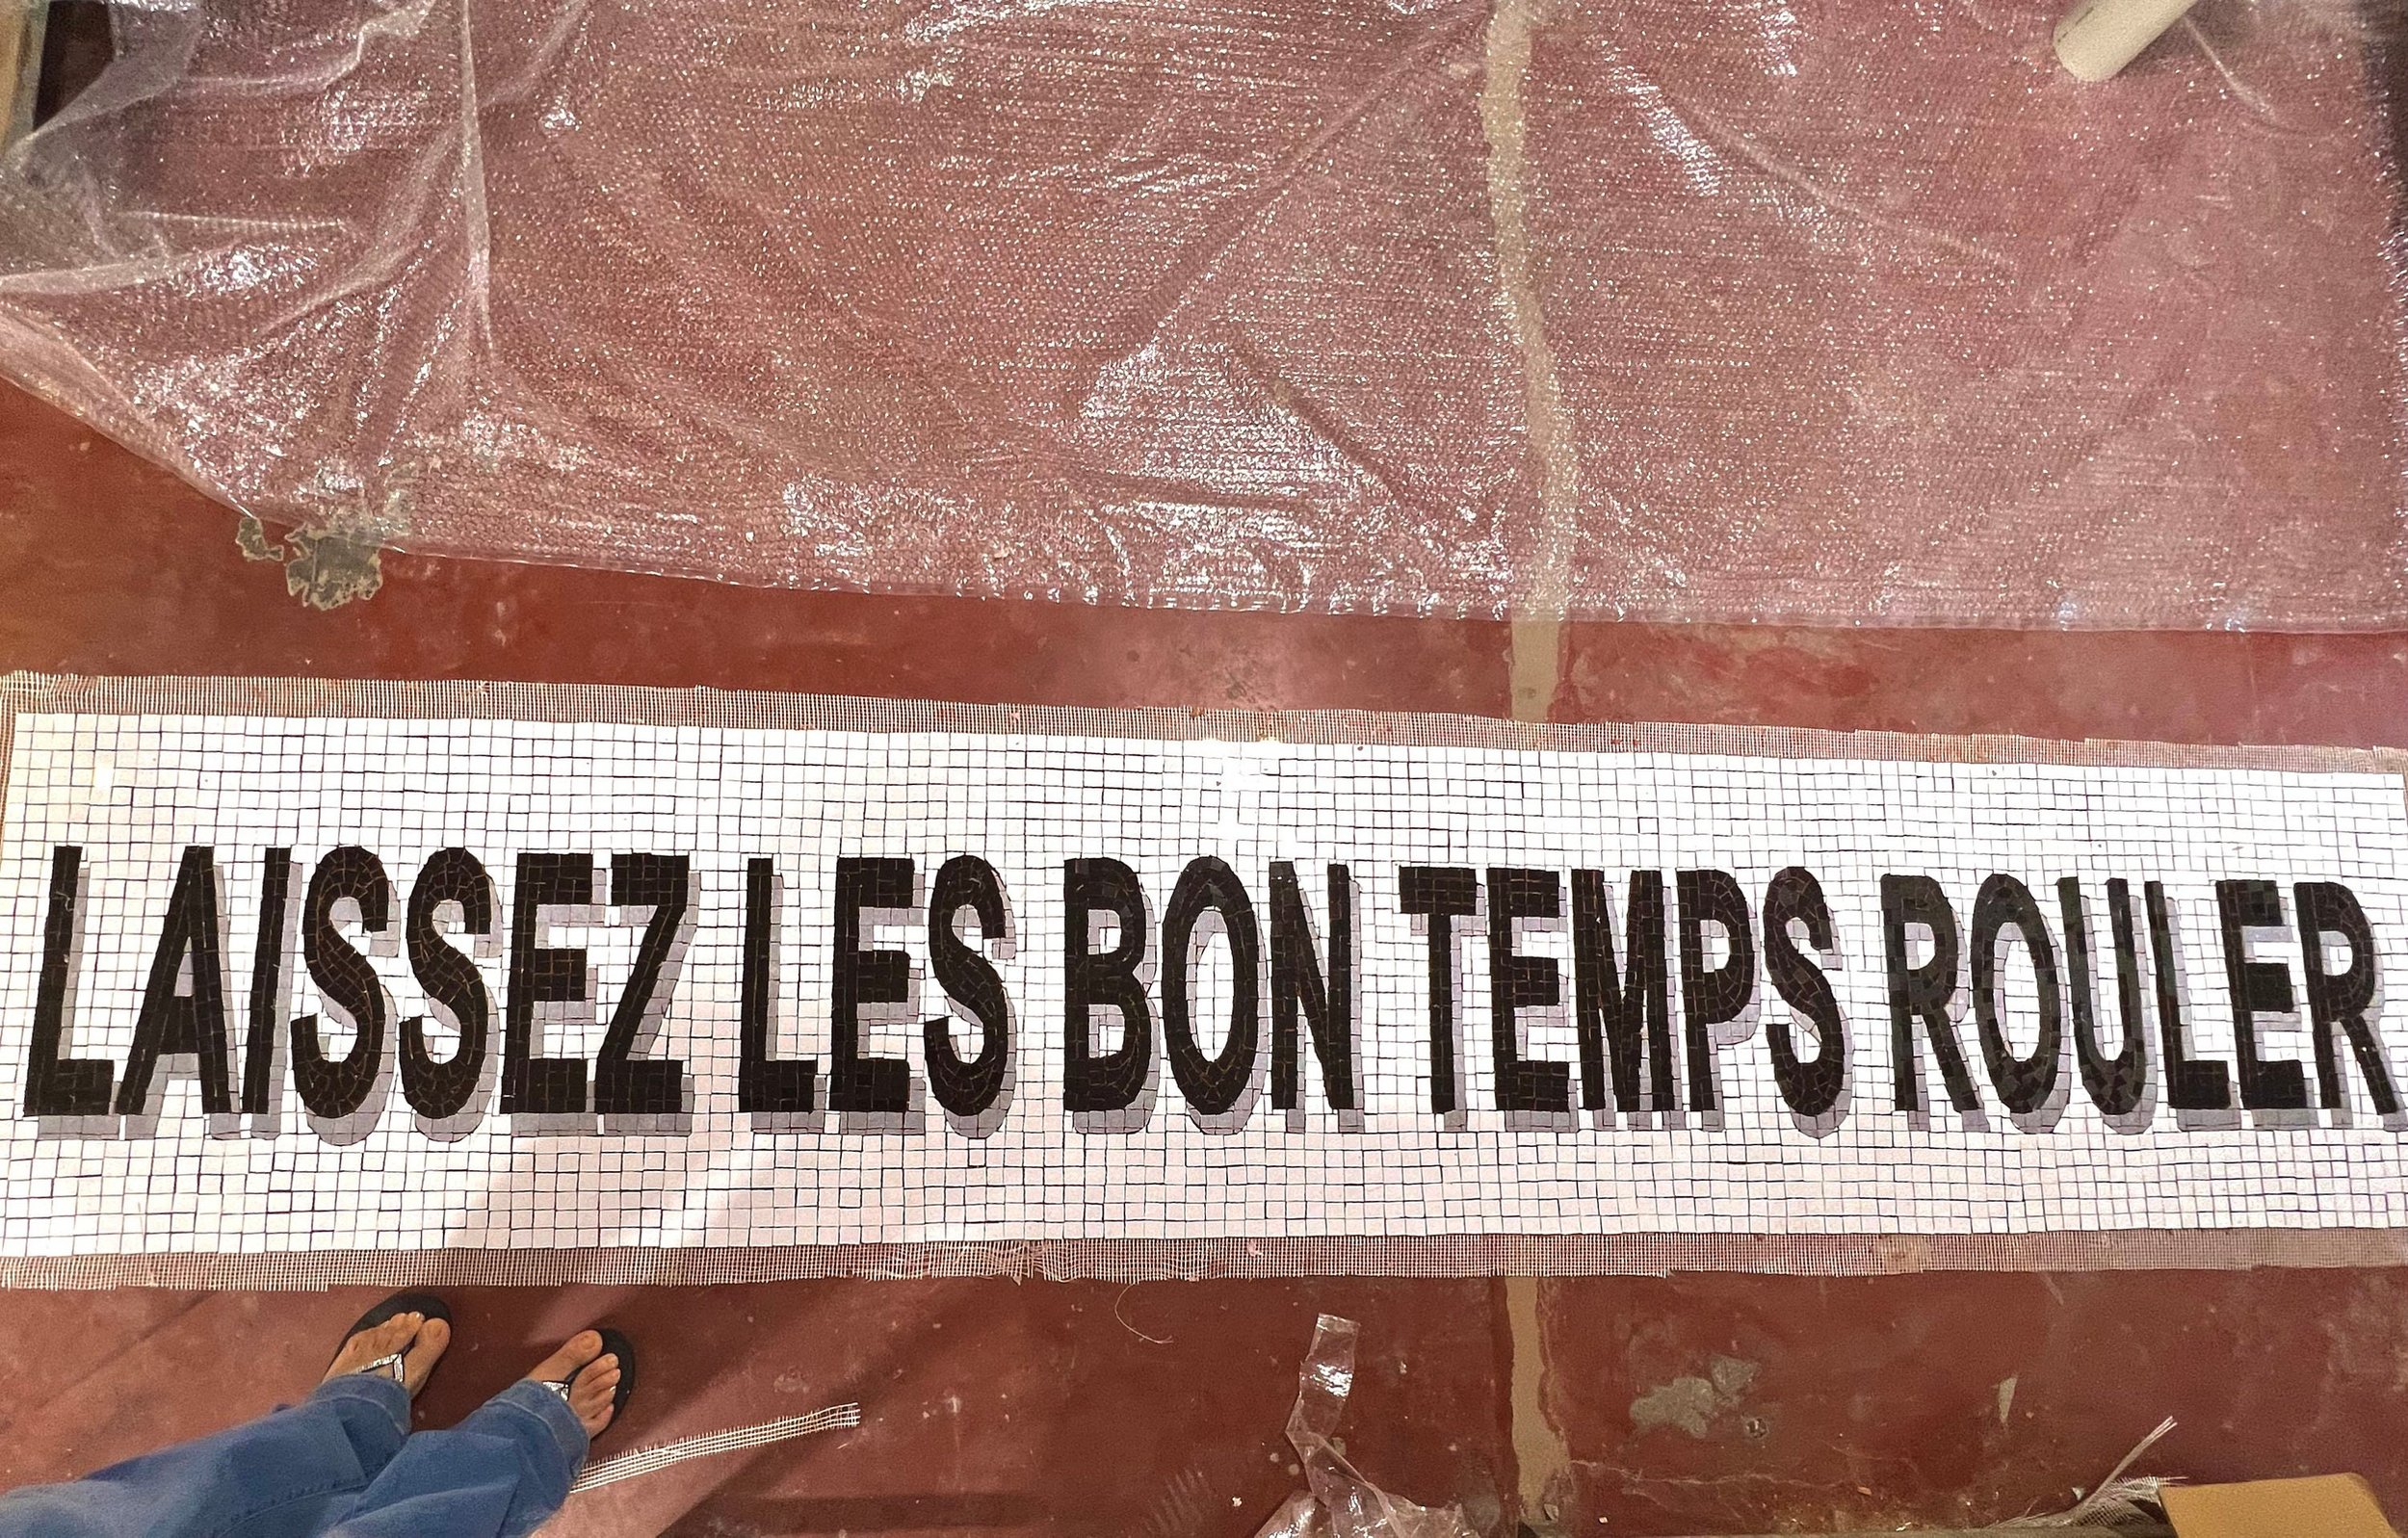 LAISSEZ LES BON TEMPS ROULER